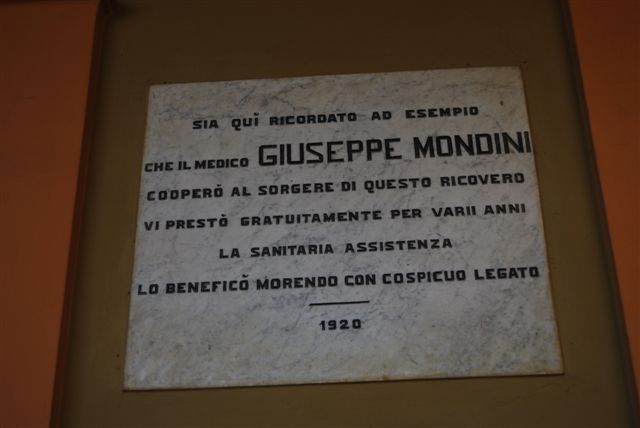 SIA QUÌ RICORDATO AD ESEMPIO
CHE IL MEDICO GIUSEPPE MONDINI
COOPERÒ AL SORGERE DI QUESTO RICOVERO
VI PRESTÒ GRATUITAMENTE PER VARII ANNI
LA SANITARIA ASSISTENZA
LO BENEFICÒ MORENDO CON COSPICUO LEGATO
1920